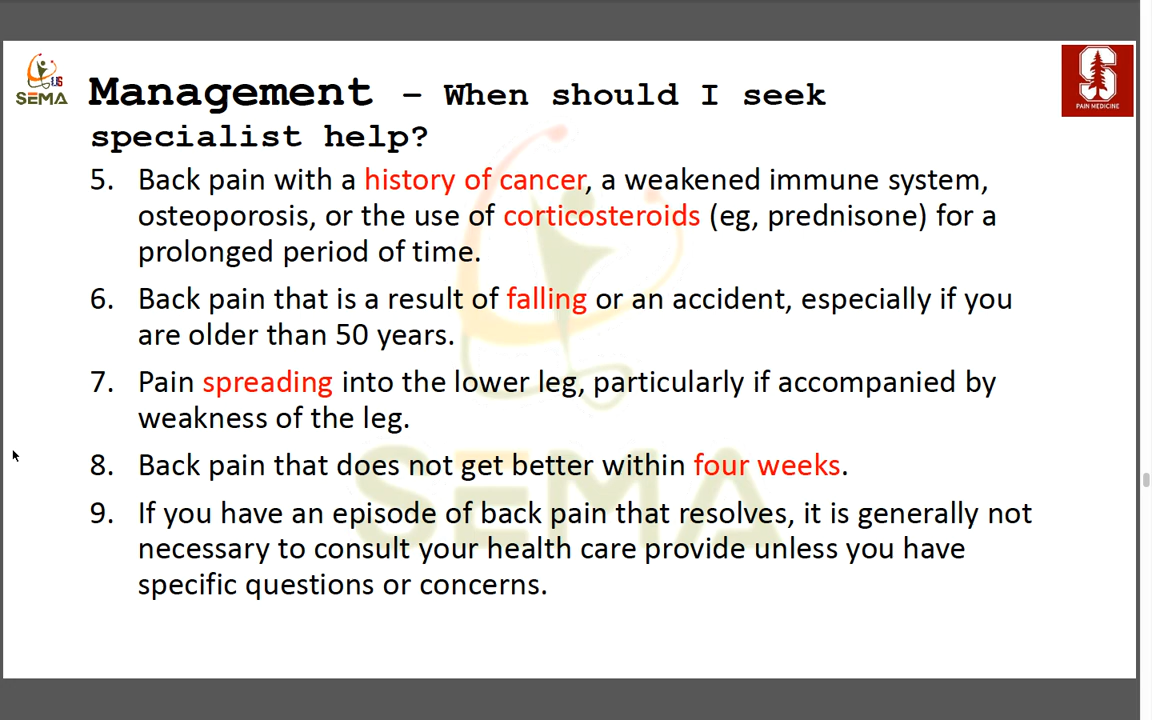 US
SEMA
Management – When should I seek
specialist help?
S
PAIN MEDICINE
5. Back pain with a history of cancer, a weakened immune system,
osteoporosis, or the use of corticosteroids (eg, prednisone) for a
prolonged period of time.
6. Back pain that is a result of falling or an accident, especially if you
are older than 50 years.
7. Pain spreading into the lower leg, particularly if accompanied by
weakness of the leg.
8. Back pain that does not get better within four weeks.
9. If you have an episode of back pain that resolves, it is generally not
necessary to consult your health care provide unless you have
specific questions or concerns.
SEMA